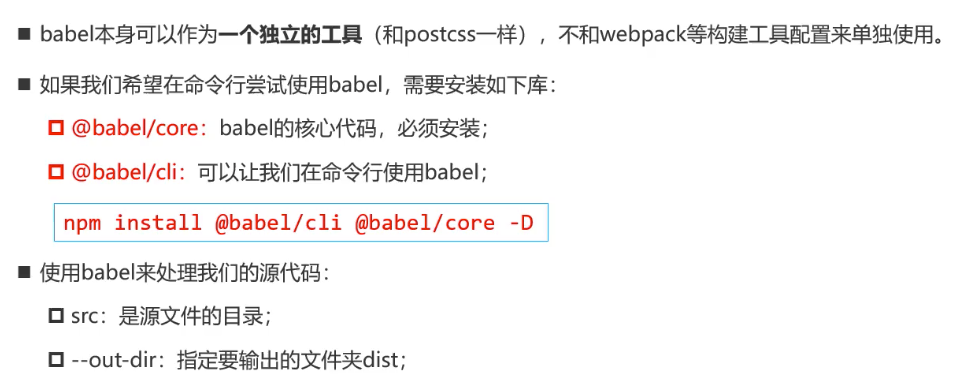 babel本身可以作为一个独立的工具（和postcss一样），不和webpack等构建工具配置来单独使用。
如果我们希望在命令行尝试使用babel，需要安装如下库：
@babel/core：babel的核心代码，必须安装；
@babel/cli：可以让我们在命令行使用babel；
npm install @babel/cli @babel/core -D
使用babel来处理我们的源代码：
src：是源文件的目录；
--out-dir：指定要输出的文件夹dist；